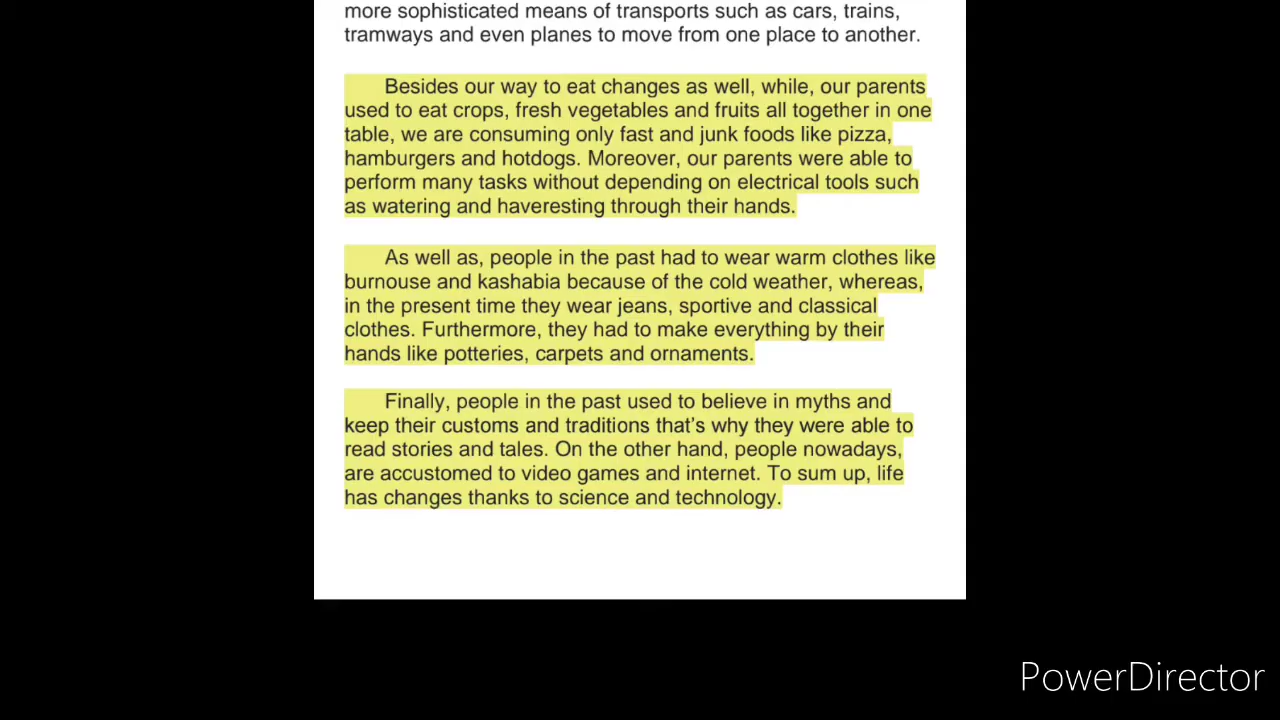 more sophisticated means of transports such as cars, trains,
tramways and even planes to move from one place to another.
Besides our way to eat changes as well, while, our parents
used to eat crops, fresh vegetables and fruits all together in one
table, we are consuming only fast and junk foods like pizza,
hamburgers and hotdogs. Moreover, our parents were able to
perform many tasks without depending on electrical tools such
as watering and haveresting through their hands.
As well as, people in the past had to wear warm clothes like
burnouse and kashabia because of the cold weather, whereas,
in the present time they wear jeans, sportive and classical
clothes. Furthermore, they had to make everything by their
hands like potteries, carpets and ornaments.
Finally, people in the past used to believe in myths and
keep their customs and traditions that's why they were able to
read stories and tales. On the other hand, people nowadays,
are accustomed to video games and internet. To sum up, life
has changes thanks to science and technology.
PowerDirector